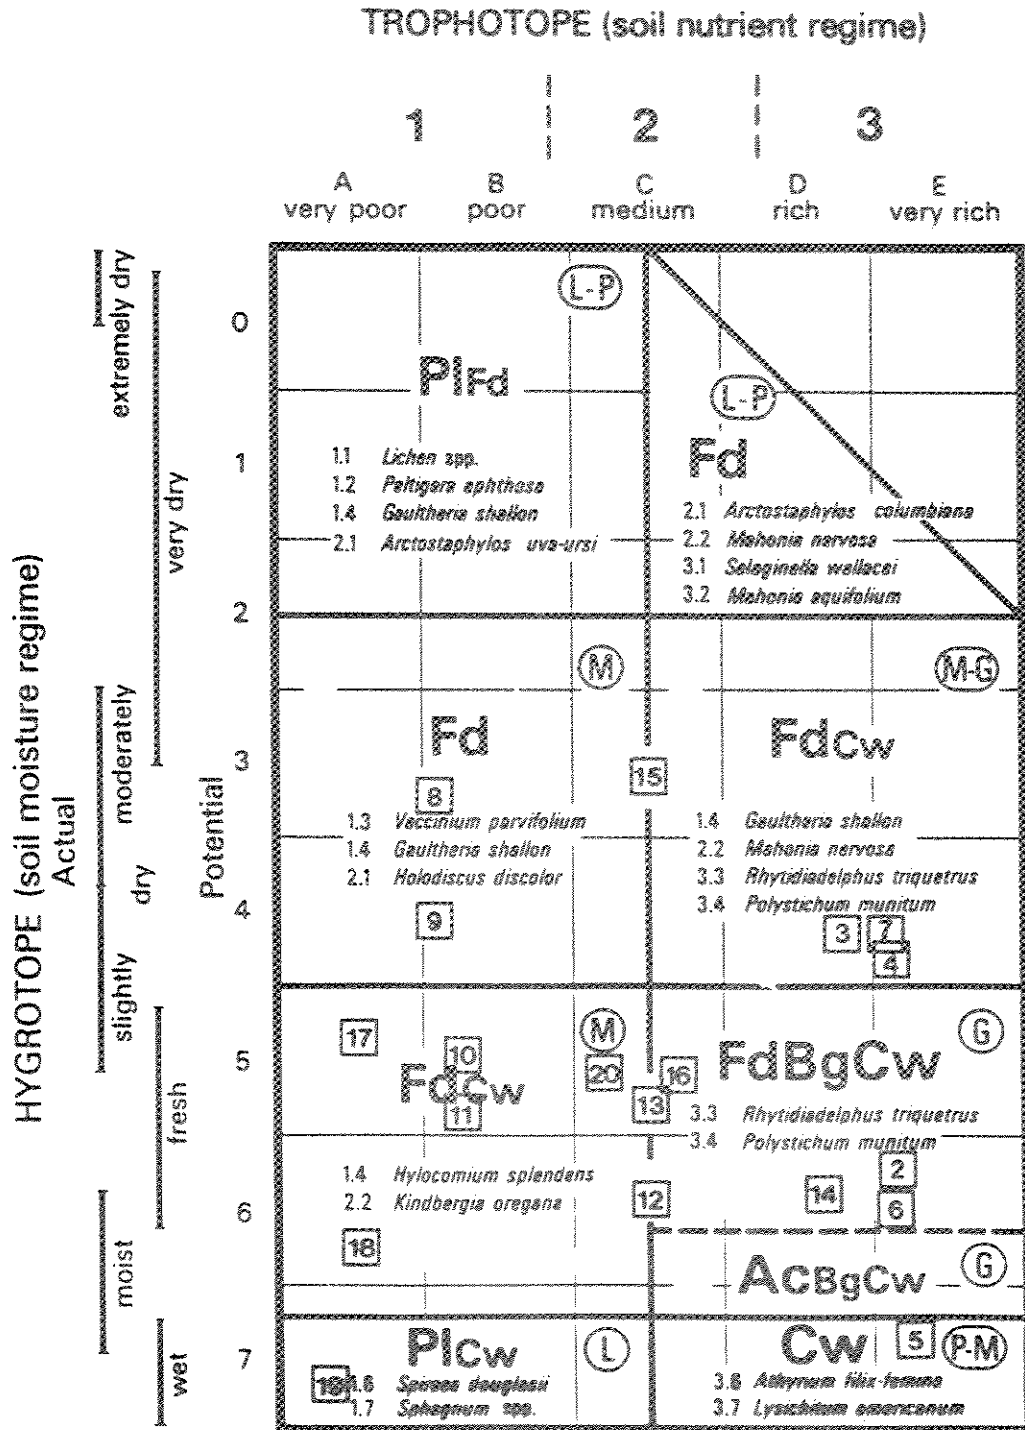 TROPHOTOPE (soil nutrient regime)
1 2 3
A B C D E
very poor poor medium rich very rich
HYGROTOPE (soil moisture regime)
Actual
Potential
extremely dry
very dry
moderately
dry
slightly
fresh
moist
wet
0
1
2
3
4
5
6
7
L-P
PlFd
1.1 Lichen spp.
1.2 Peltigera aphthosa
1.4 Gaultheria shallon
2.1 Arctostaphylos uva-ursi
L-P
Fd
2.1 Arctostaphylos columbiana
2.2 Mahonia nervosa
3.1 Selaginella wallacei
3.2 Mahonia aquifolium
M
Fd
8
1.3 Vaccinium parvifolium
1.4 Gaultheria shallon
2.1 Holodiscus discolor
9
15
M-G
FdCw
1.4 Gaultheria shallon
2.2 Mahonia nervosa
3.3 Rhytidiadelphus triquetrus
3.4 Polystichum munitum
3 7
4
17 10 M
20
FdCw
11
13 16
1.4 Hylocomium splendens
2.2 Kindbergia oregana
12
18
G
FdBgCw
3.3 Rhytidiadelphus triquetrus
3.4 Polystichum munitum
2
14 6
AcBgCw G
PlCw L
19 1.6 Spiraea douglasii
1.7 Sphagnum spp.
Cw 5 P-M
3.6 Athyrium filix-femina
3.7 Lysichitum americanum